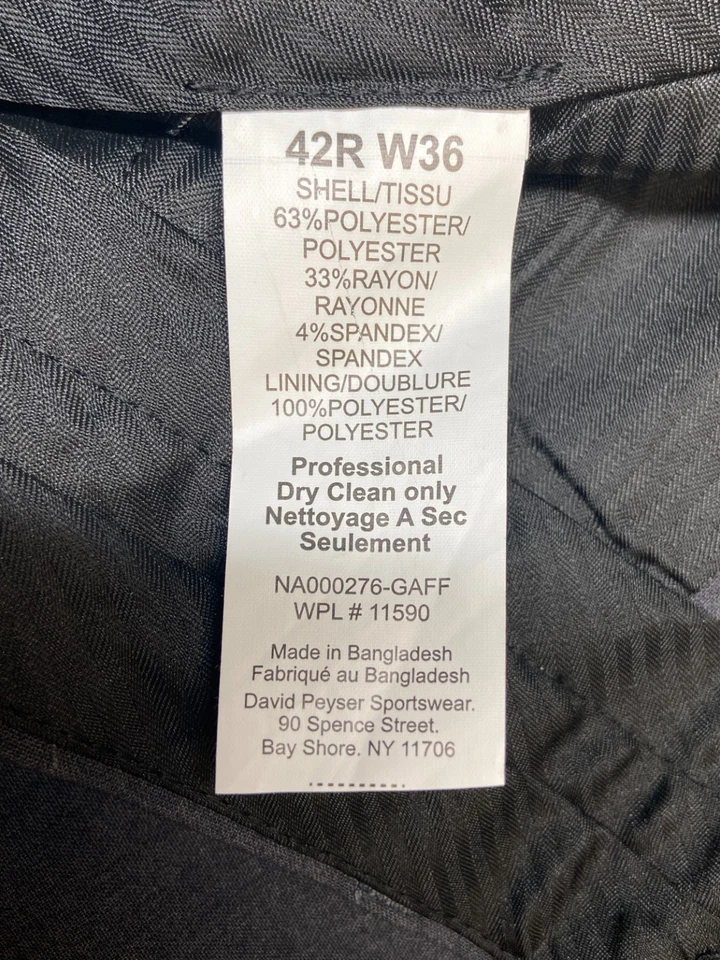 42R W36
SHELL/TISSU
63%POLYESTER/
POLYESTER
33%RAYON/
RAYONNE
4%SPANDEX/
SPANDEX
LINING/DOUBLURE
100%POLYESTER/
POLYESTER
Professional
Dry Clean only
Nettoyage A Sec
Seulement
NA000276-GAFF
WPL # 11590
Made in Bangladesh
Fabriqué au Bangladesh
David Peyser Sportswear.
90 Spence Street.
Bay Shore. NY 11706